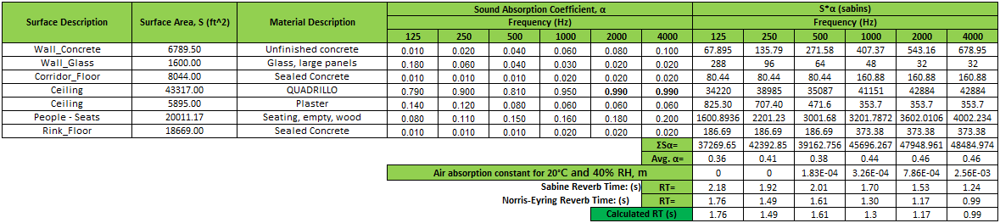 Sound Absorption Coefficient, α S*α (sabins)
Surface Description Surface Area, S (ft^2) Material Description Frequency (Hz) Frequency (Hz)
125 250 500 1000 2000 4000 125 250 500 1000 2000 4000
Wall_Concrete 6789.50 Unfinished concrete 0.010 0.020 0.040 0.060 0.080 0.100 67.895 135.79 271.58 407.37 543.16 678.95
Wall_Glass 1600.00 Glass, large panels 0.180 0.060 0.040 0.030 0.020 0.020 288 96 64 48 32 32
Corridor_Floor 8044.00 Sealed Concrete 0.010 0.010 0.010 0.020 0.020 0.020 80.44 80.44 80.44 160.88 160.88 160.88
Ceiling 43317.00 QUADRILLO 0.790 0.900 0.810 0.950 0.990 0.990 34220 38985 35087 41151 42884 42884
Ceiling 5895.00 Plaster 0.140 0.120 0.080 0.060 0.060 0.060 825.30 707.40 471.6 353.7 353.7 353.7
People - Seats 20011.17 Seating, empty, wood 0.080 0.110 0.150 0.160 0.180 0.200 1600.8936 2201.23 3001.68 3201.7872 3602.0106 4002.234
Rink_Floor 18669.00 Sealed Concrete 0.010 0.010 0.010 0.020 0.020 0.020 186.69 186.69 186.69 373.38 373.38 373.38
ΣSα= 37269.65 42392.85 39162.756 45696.267 47948.961 48484.974
Avg. α= 0.36 0.41 0.38 0.44 0.46 0.46
Air absorption constant for 20°C and 40% RH, m 0 0 1.83E-04 3.26E-04 7.86E-04 2.56E-03
Sabine Reverb Time: (s) RT= 2.18 1.92 2.01 1.70 1.53 1.24
Norris-Eyring Reverb Time: (s) RT= 1.76 1.49 1.61 1.30 1.17 0.99
Calculated RT (s) 1.76 1.49 1.61 1.3 1.17 0.99